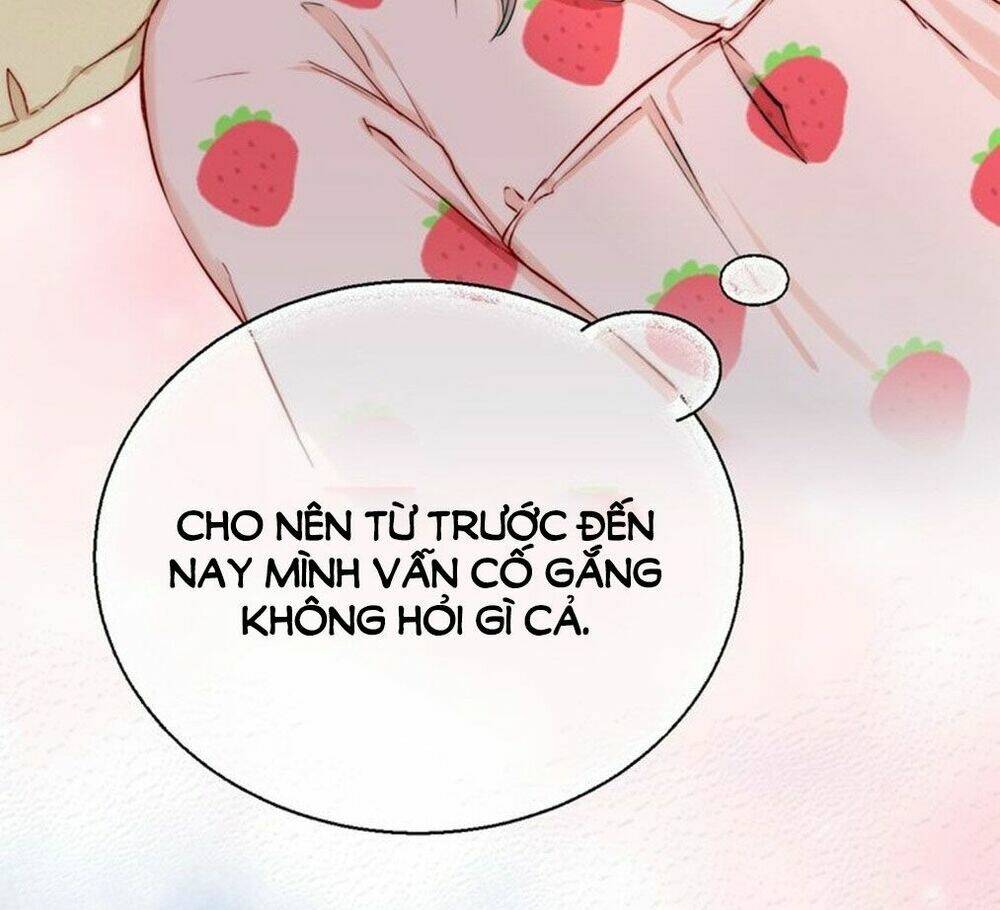 CHO NÊN TỪ TRƯỚC ĐẾN
NAY MÌNH VẪN CỐ GẮNG
KHÔNG HỎI GÌ CẢ.